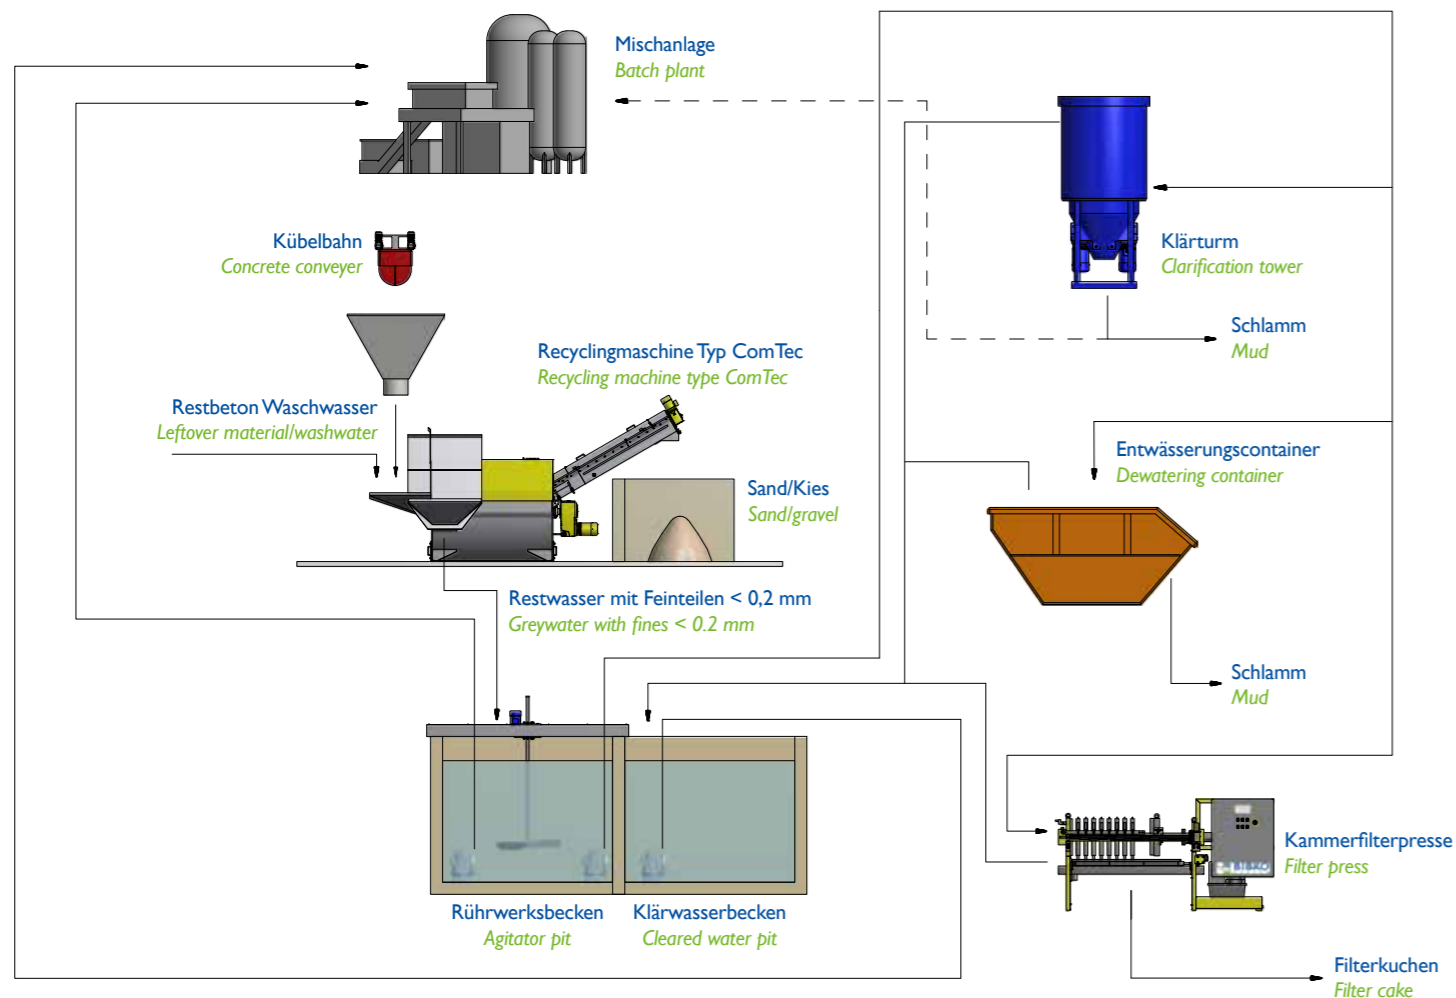 Mischanlage
Batch plant
Kübelbahn
Concrete conveyer
Klärturm
Clarification tower
Schlamm
Mud
Recyclingmaschine Typ ComTec
Recycling machine type ComTec
Restbeton Waschwasser
Leftover material/washwater
Entwässerungscontainer
Dewatering container
Sand/Kies
Sand/gravel
Restwasser mit Feinteilen < 0,2 mm
Greywater with fines < 0.2 mm
Schlamm
Mud
Kammerfilterpresse
Filter press
BIBKO
Rührwerksbecken
Agitator pit
Klärwasserbecken
Cleared water pit
Filterkuchen
Filter cake